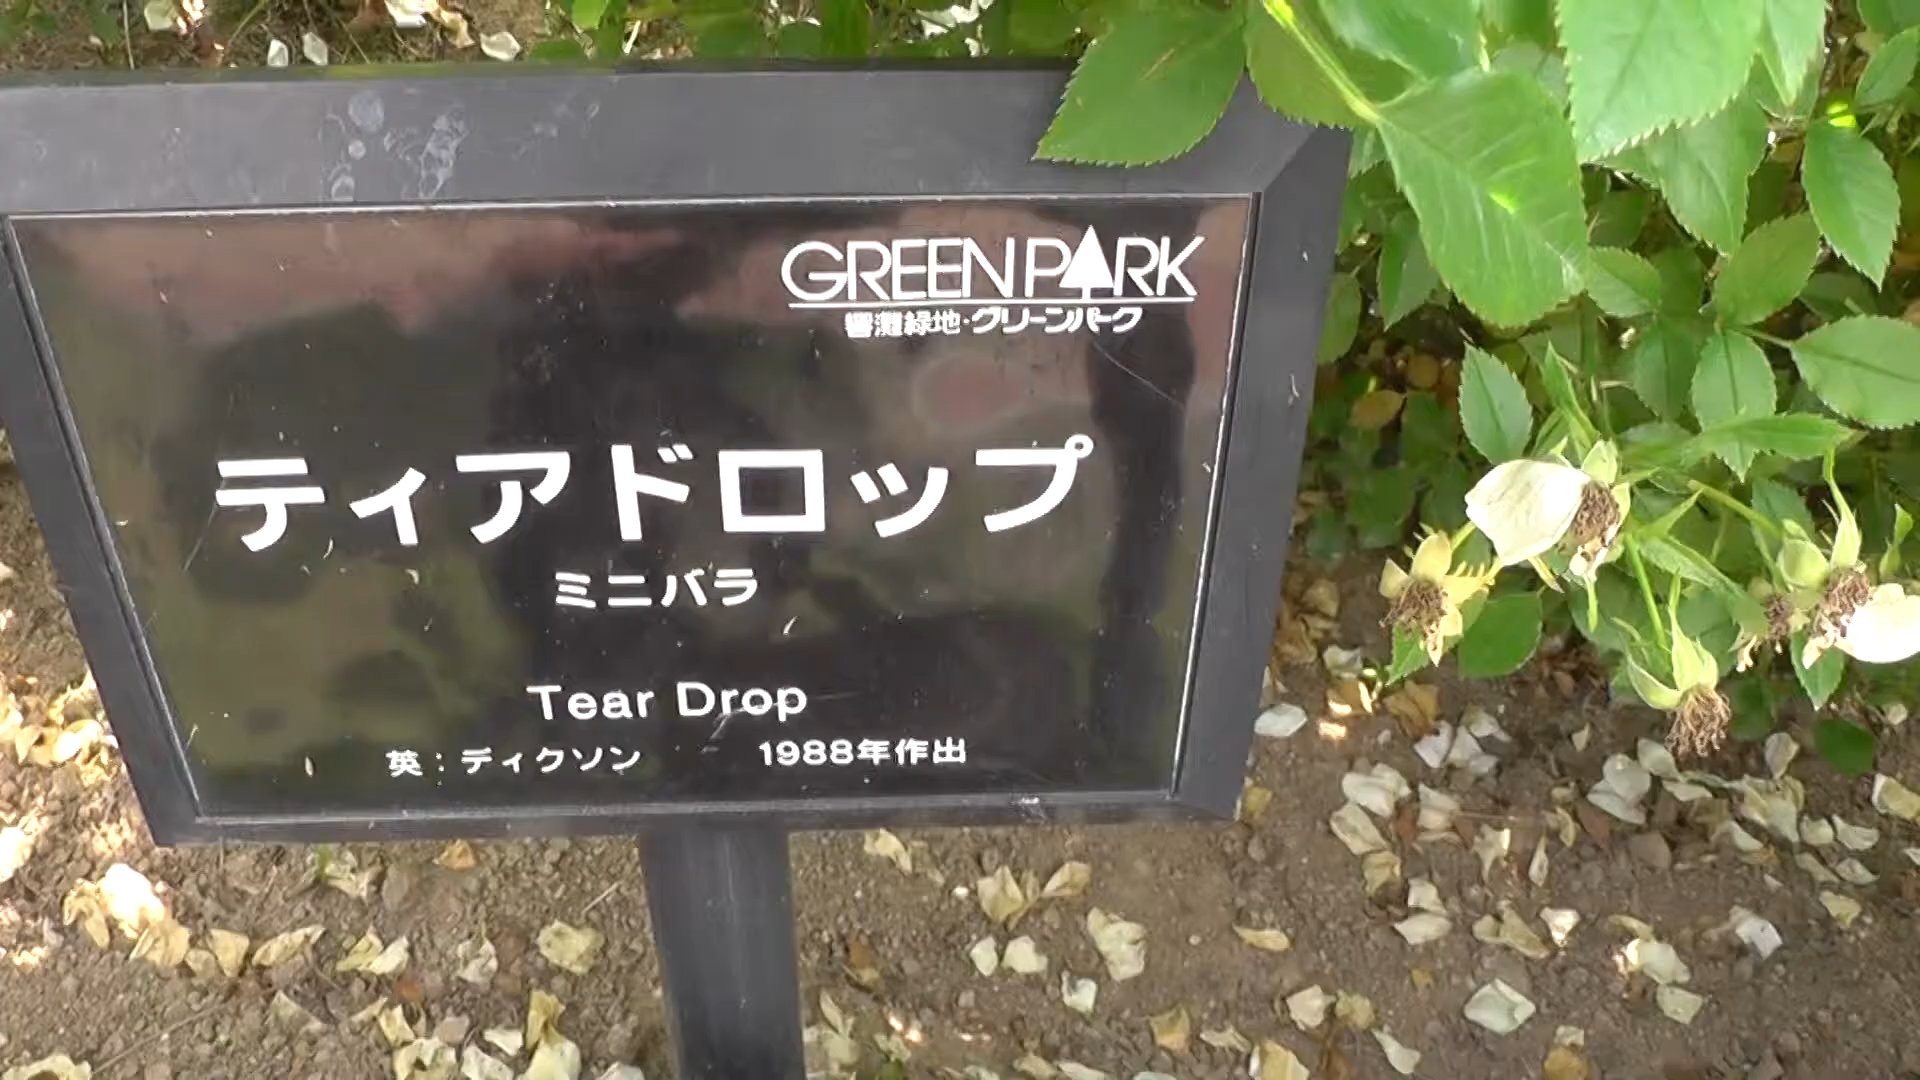 GREEN PARK
響灘緑地・グリーンパーク
ティアドロップ
ミニバラ
Tear Drop
英：ディクソン 1988年作出